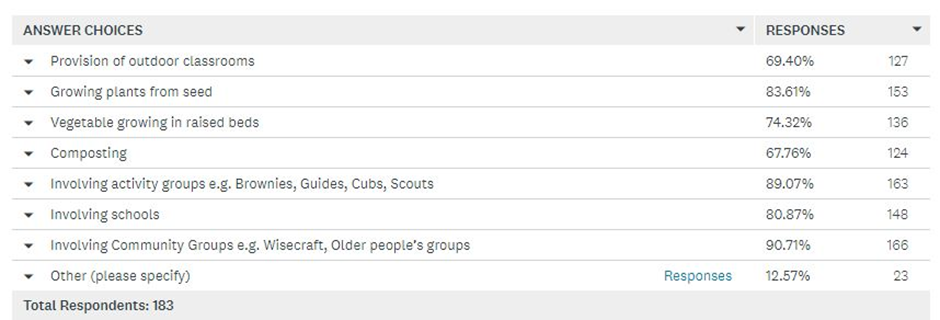 ANSWER CHOICES RESPONSES
Provision of outdoor classrooms 69.40% 127
Growing plants from seed 83.61% 153
Vegetable growing in raised beds 74.32% 136
Composting 67.76% 124
Involving activity groups e.g. Brownies, Guides, Cubs, Scouts 89.07% 163
Involving schools 80.87% 148
Involving Community Groups e.g. Wisecraft, Older people's groups 90.71% 166
Other (please specify) Responses 12.57% 23
Total Respondents: 183